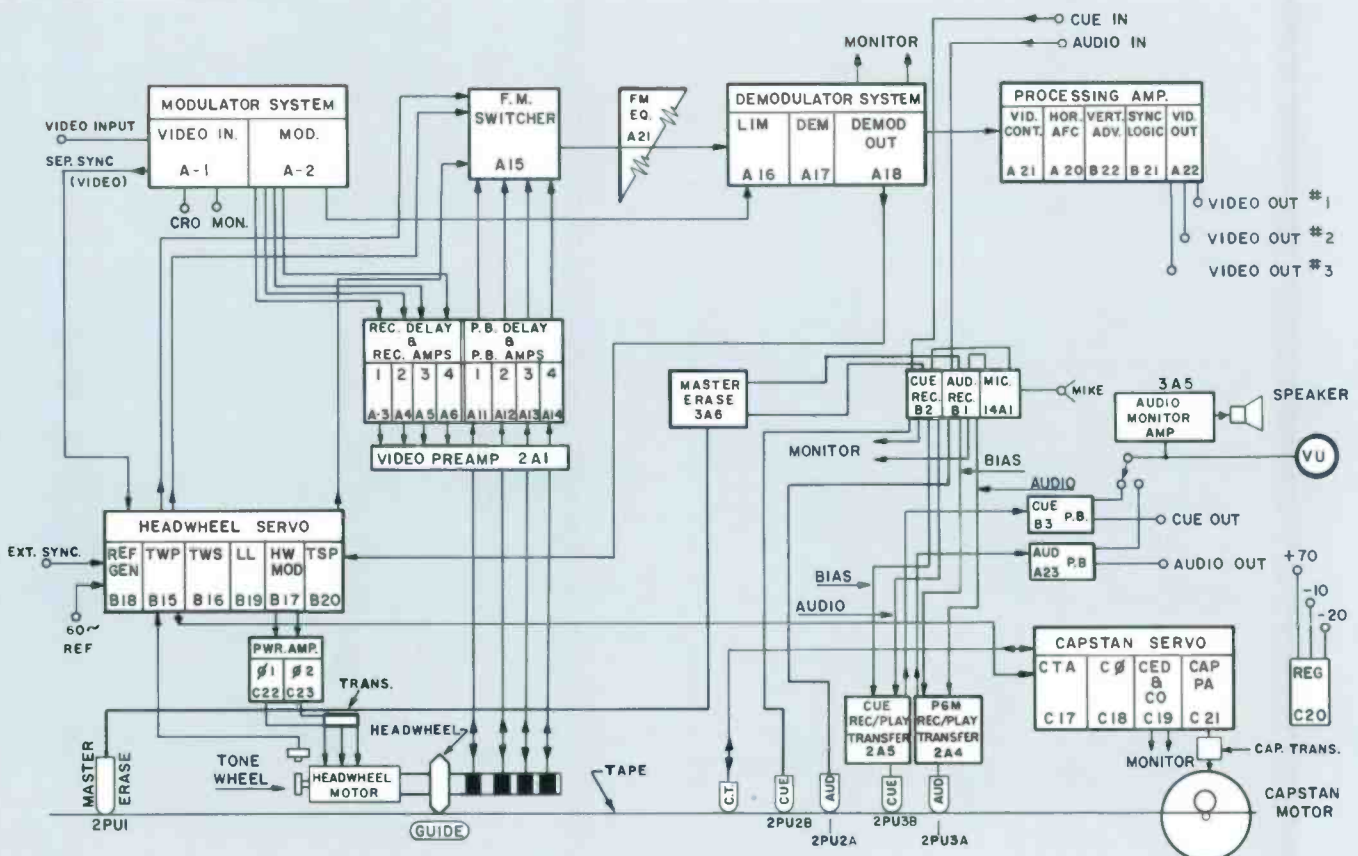 CUE IN
AUDIO IN
MONITOR
MODULATOR SYSTEM
VIDEO IN. MOD.
A-1 A-2
VIDEO INPUT
SEP. SYNC
(VIDEO)
CRO MON.
F. M.
SWITCHER
A15
FM
EQ.
A21
DEMODULATOR SYSTEM
LIM DEM DEMOD
OUT
A16 A17 A18
PROCESSING AMP.
VID. HOR. VERT. SYNC VID.
CONT. AFC ADV. LOGIC OUT
A21 A20 B22 B21 A22
VIDEO OUT #1
VIDEO OUT #2
VIDEO OUT #3
REC. DELAY
&
REC. AMPS
1 2 3 4
A-3 A4 A5 A6
P.B. DELAY
&
P.B. AMPS
1 2 3 4
A11 A12 A13 A14
VIDEO PREAMP 2A1
MASTER
ERASE
3A6
CUE AUD. MIC.
REC. REC.
B2 B1 14A1
MIKE
3A5
AUDIO
MONITOR
AMP
SPEAKER
VU
MONITOR
BIAS
AUDIO
CUE P.B.
B3
CUE OUT
AUD P.B
A23
AUDIO OUT
HEADWHEEL SERVO
REF TWP TWS LL HW TSP
GEN MOD
B18 B15 B16 B19 B17 B20
EXT. SYNC.
60~
REF
PWR. AMP.
Ø1 Ø2
C22 C23
TRANS.
HEADWHEEL
BIAS
AUDIO
+70
-10
-20
REG
C20
CAPSTAN SERVO
CTA CØ CED CAP
& PA
CO
C17 C18 C19 C21
MONITOR
CAP. TRANS.
CAPSTAN
MOTOR
CUE
REC/PLAY
TRANSFER
2A5
PGM
REC/PLAY
TRANSFER
2A4
MASTER
ERASE
2PU1
TONE
WHEEL
HEADWHEEL
MOTOR
GUIDE
TAPE
C.T.
CUE
AUD
CUE
AUD
2PU2B
2PU2A
2PU3B
2PU3A